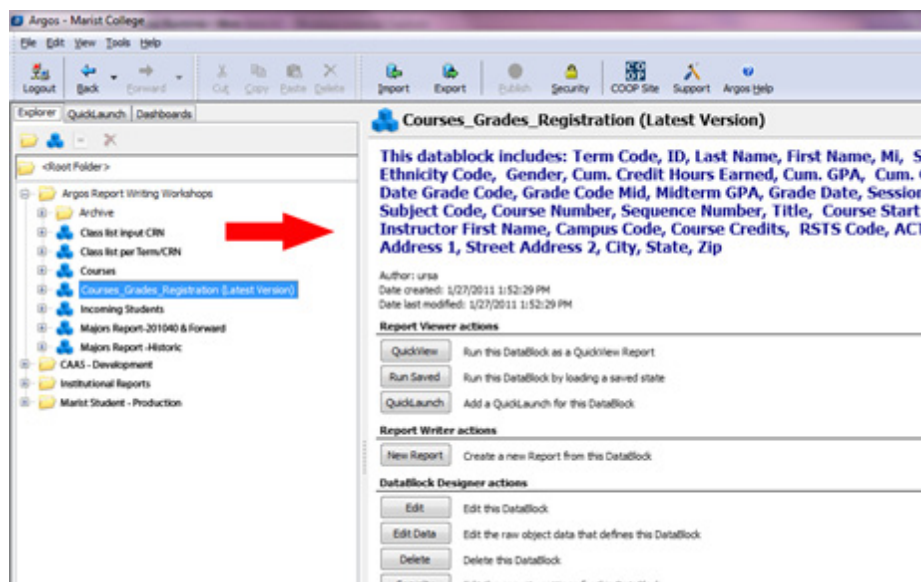 Argos - Marist College
File Edit View Tools Help
Logout Back Forward Cut Copy Paste Delete Import Export Publish Security COOP Site Support Argos Help
Explorer QuickLaunch Dashboards
<Root Folder>
Argos Report Writing Workshops
Archive
Class list input CRN
Class list per Term/CRN
Courses
Courses_Grades_Registration (Latest Version)
Incoming Students
Majors Report-201040 & Forward
Majors Report -Historic
CAAS - Development
Institutional Reports
Marist Student - Production
Courses_Grades_Registration (Latest Version)
This datablock includes: Term Code, ID, Last Name, First Name, Mi, S
Ethnicity Code, Gender, Cum. Credit Hours Earned, Cum. GPA, Cum.
Date Grade Code, Grade Code Mid, Midterm GPA, Grade Date, Session
Subject Code, Course Number, Sequence Number, Title, Course Start
Instructor First Name, Campus Code, Course Credits, RSTS Code, ACT
Address 1, Street Address 2, City, State, Zip
Author: ursa
Date created: 1/27/2011 1:52:29 PM
Date last modified: 1/27/2011 1:52:29 PM
Report Viewer actions
QuickView Run this DataBlock as a QuickView Report
Run Saved Run this DataBlock by loading a saved state
QuickLaunch Add a QuickLaunch for this DataBlock
Report Writer actions
New Report Create a new Report from this DataBlock
DataBlock Designer actions
Edit Edit this DataBlock
Edit Data Edit the raw object data that defines this DataBlock
Delete Delete this DataBlock